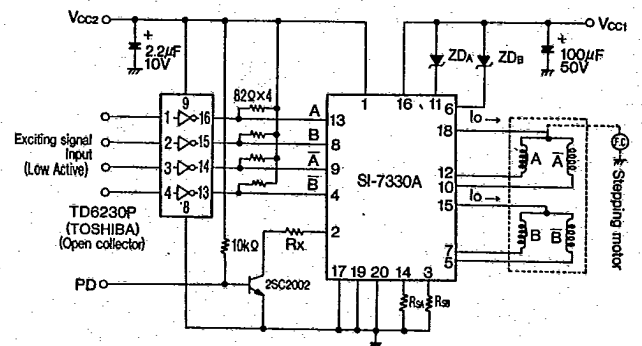 VCC2
VCC1
+
2.2µF
10V
ZDA
ZDB
+
100µF
50V
9
82Ω×4
1
16
11
6
IO →
18
1
16
A
13
2
15
B
8
Exciting signal
Input
(Low Active)
3
14
A̅
9
4
13
B̅
4
8
SI-7330A
12
A
A̅
10
IO →
15
F.C
Stepping motor
TD6230P
(TOSHIBA)
(Open collector)
10kΩ
Rx
2
7
B
B̅
5
PD
2SC2002
17
19
20
14
3
RSA
RSB